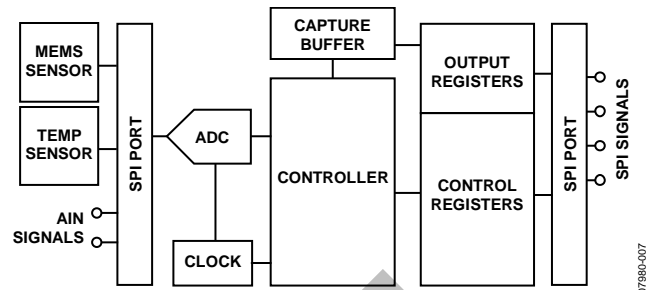 MEMS
SENSOR
TEMP
SENSOR
AIN
SIGNALS
SPI PORT
ADC
CLOCK
CAPTURE
BUFFER
CONTROLLER
OUTPUT
REGISTERS
CONTROL
REGISTERS
SPI PORT
SPI SIGNALS
07980-007